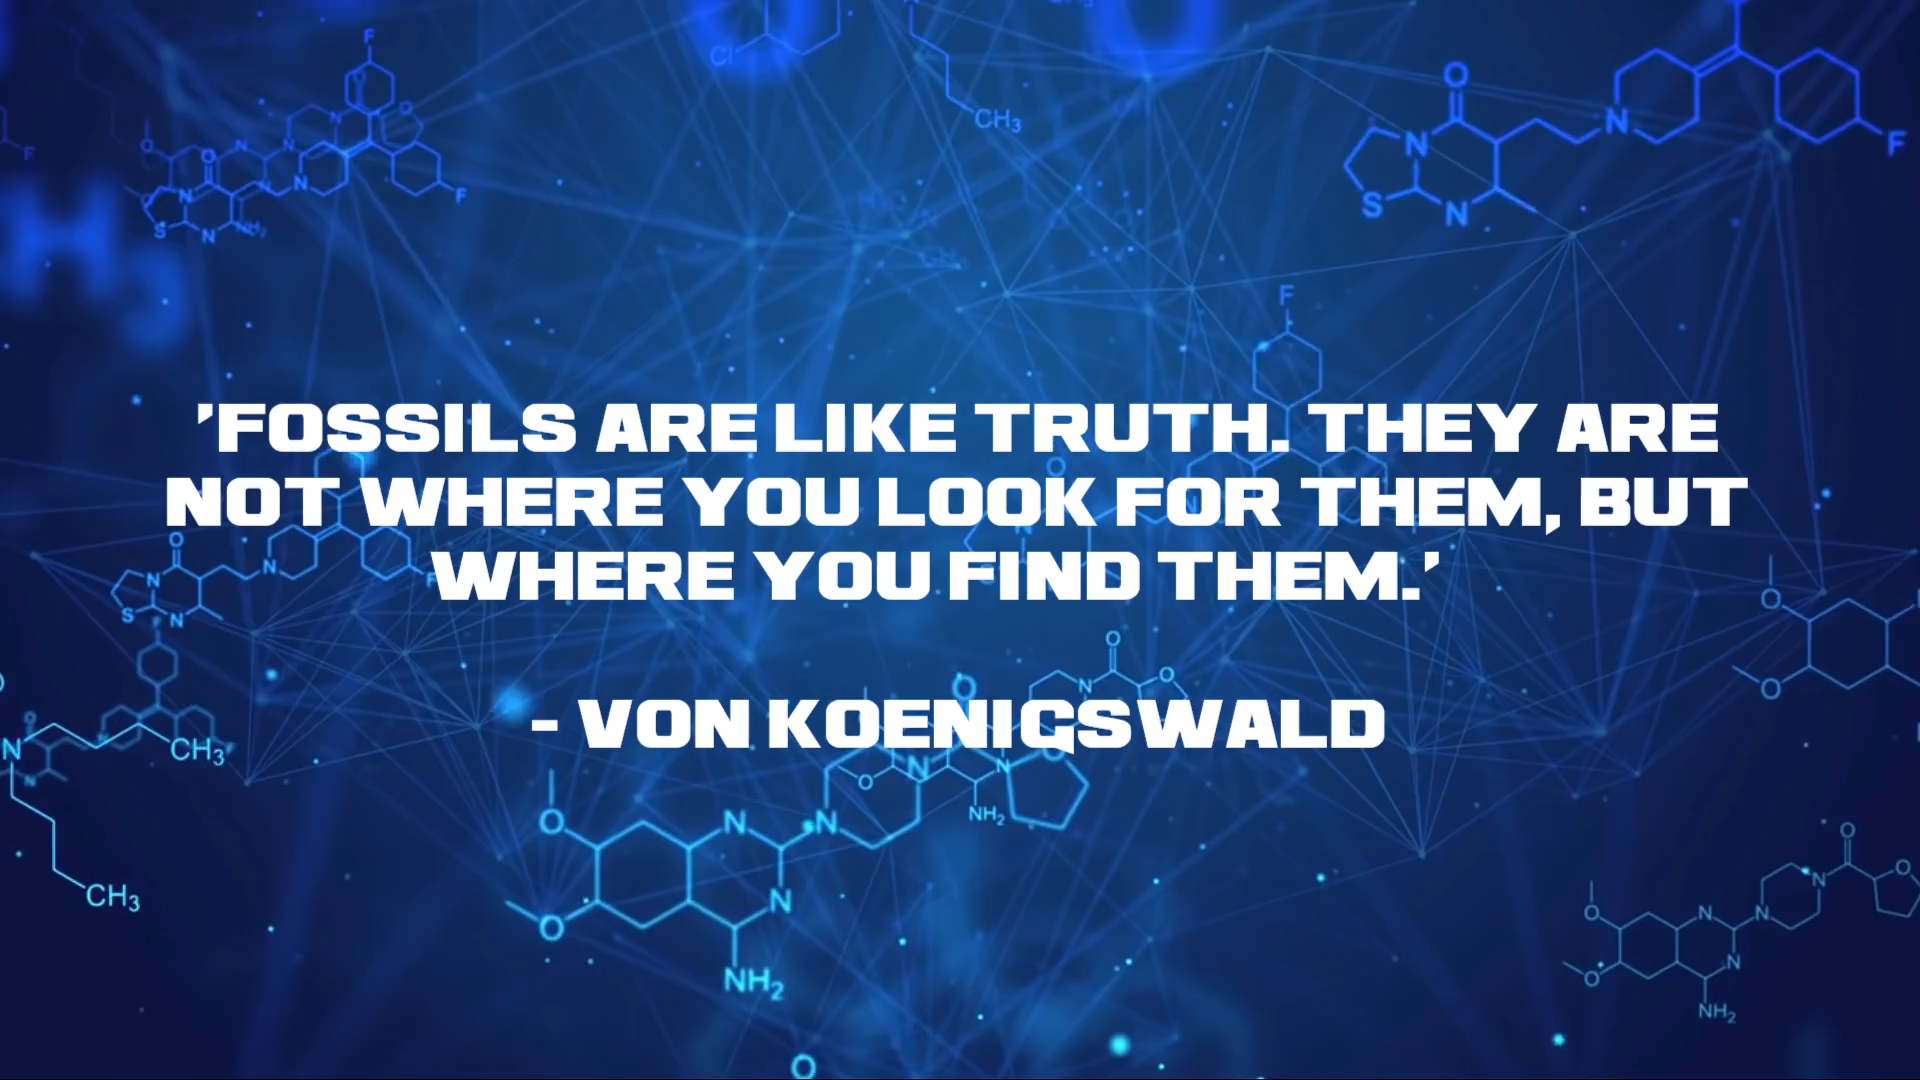 'FOSSILS ARE LIKE TRUTH. THEY ARE
NOT WHERE YOU LOOK FOR THEM, BUT
WHERE YOU FIND THEM.'
- VON KOENIGSWALD